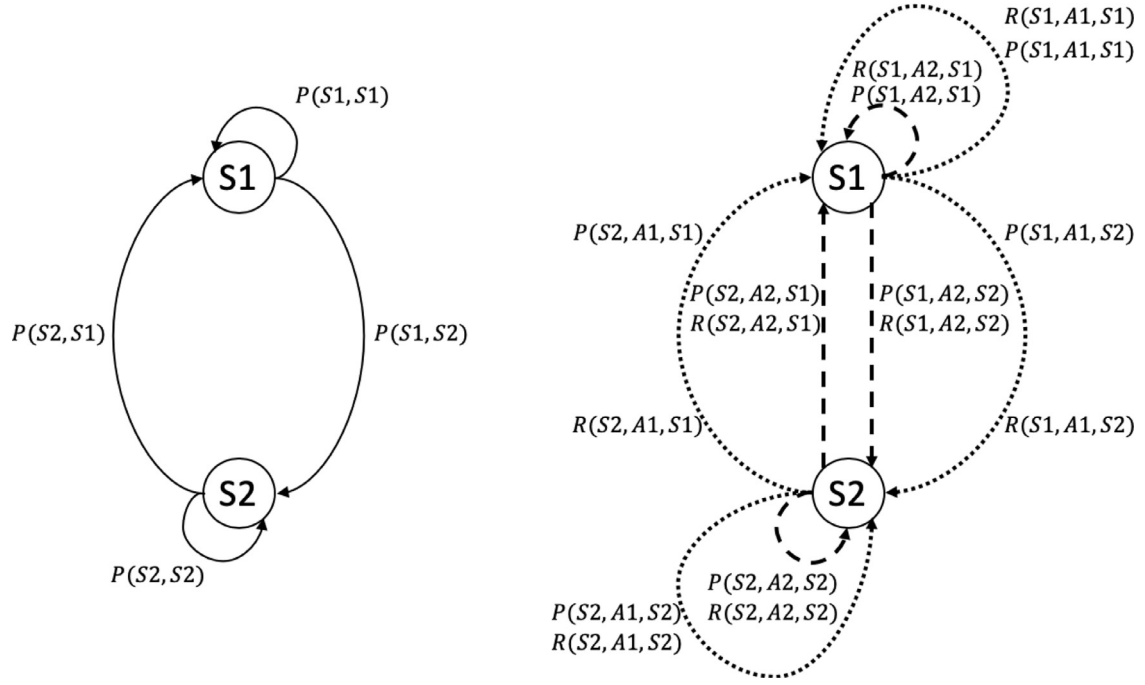 P(S1,S1)
S1
P(S2,S1)
P(S1,S2)
S2
P(S2,S2)
R(S1,A1,S1)
P(S1,A1,S1)
R(S1,A2,S1)
P(S1,A2,S1)
S1
P(S2,A1,S1)
P(S1,A1,S2)
P(S2,A2,S1)
R(S2,A2,S1)
P(S1,A2,S2)
R(S1,A2,S2)
R(S2,A1,S1)
R(S1,A1,S2)
S2
P(S2,A2,S2)
R(S2,A2,S2)
P(S2,A1,S2)
R(S2,A1,S2)